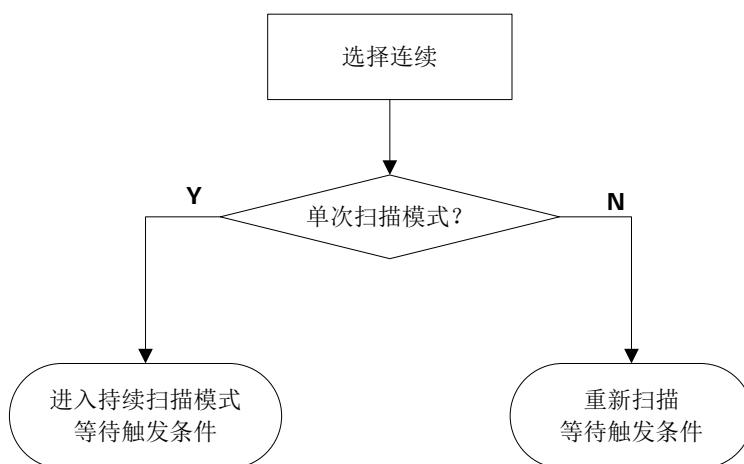 选择连续
Y
单次扫描模式？
N
进入持续扫描模式
等待触发条件
重新扫描
等待触发条件